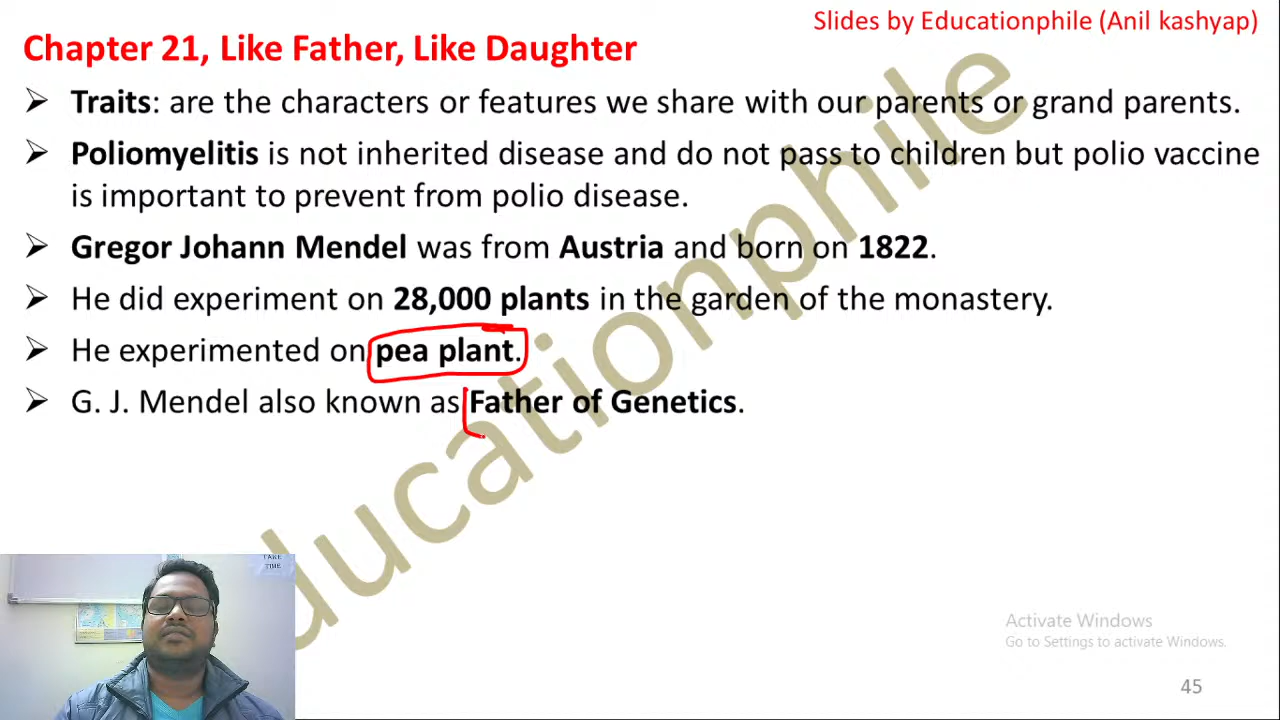 Slides by Educationphile (Anil kashyap)
Chapter 21, Like Father, Like Daughter
➢ Traits: are the characters or features we share with our parents or grand parents.
➢ Poliomyelitis is not inherited disease and do not pass to children but polio vaccine
is important to prevent from polio disease.
➢ Gregor Johann Mendel was from Austria and born on 1822.
➢ He did experiment on 28,000 plants in the garden of the monastery.
➢ He experimented on pea plant.
➢ G. J. Mendel also known as Father of Genetics.
Educationphile
TAKE
TIME
Activate Windows
Go to Settings to activate Windows.
45